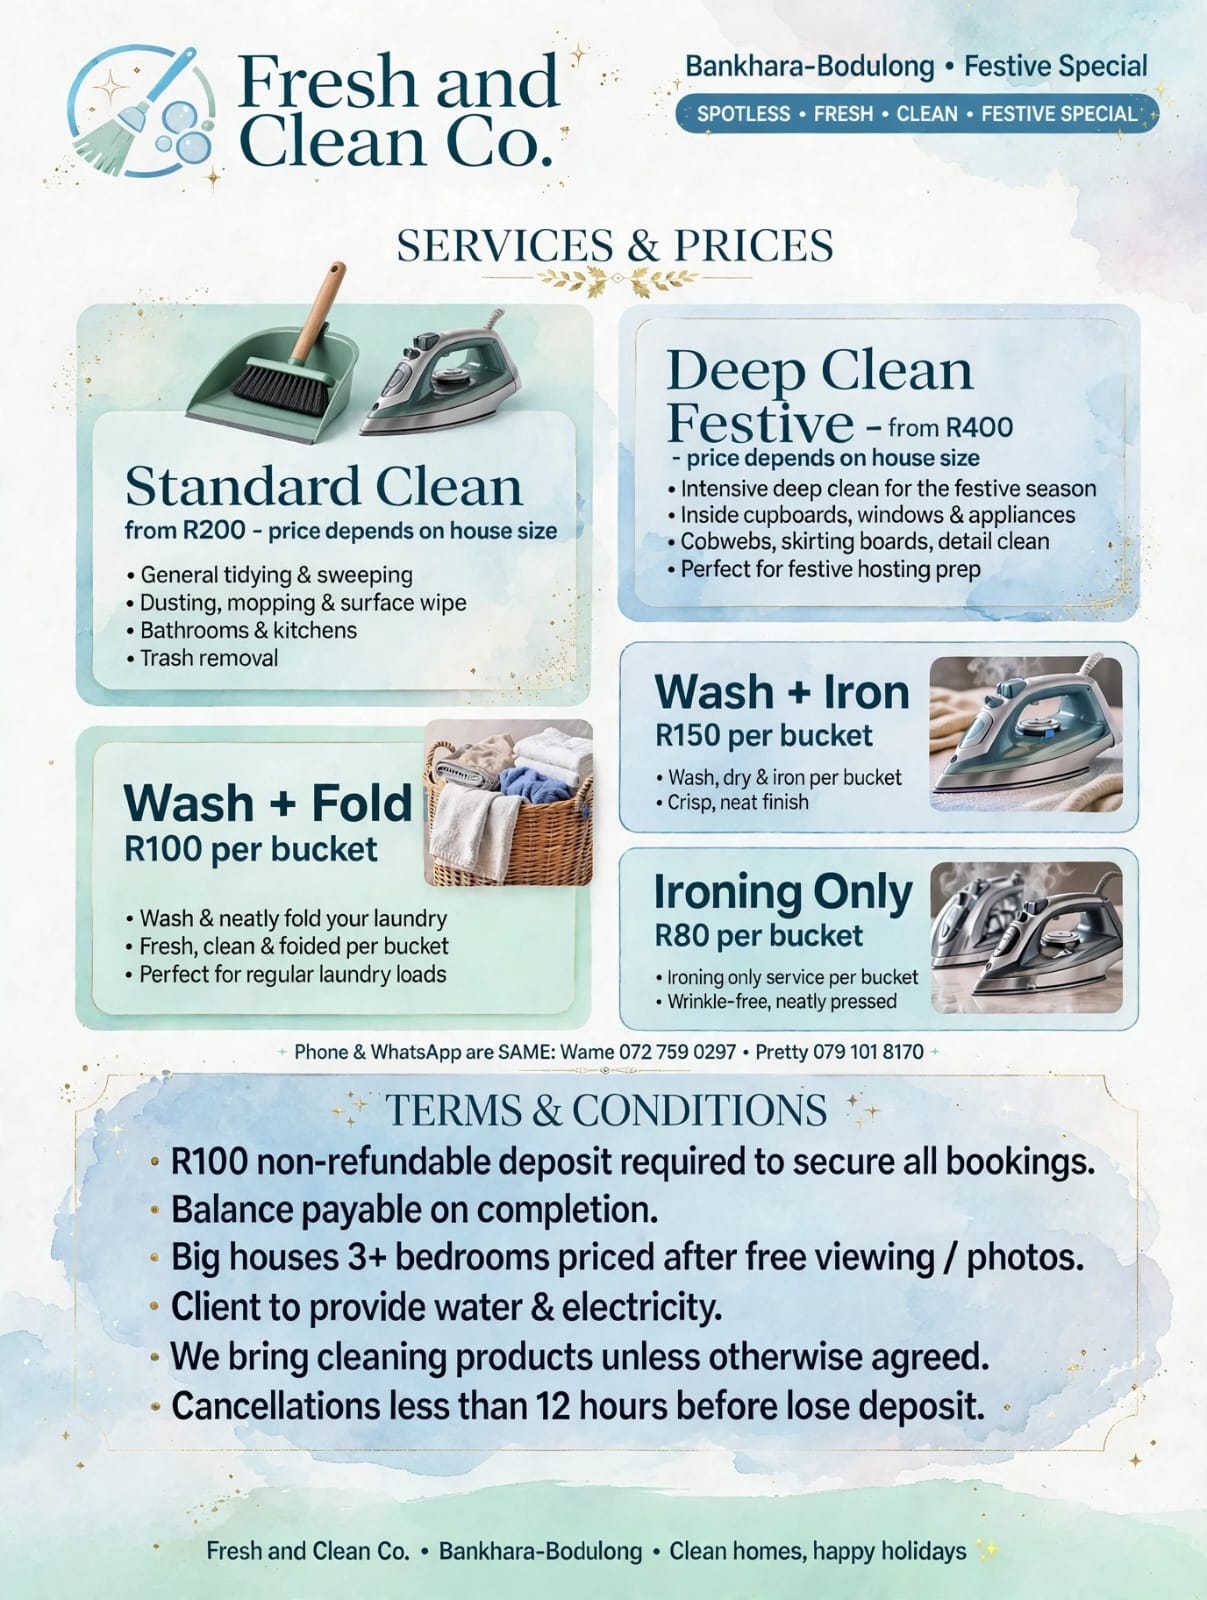 Fresh and
Clean Co.
Bankhara-Bodulong • Festive Special
SPOTLESS • FRESH • CLEAN • FESTIVE SPECIAL
SERVICES & PRICES
Standard Clean
from R200 - price depends on house size
• General tidying & sweeping
• Dusting, mopping & surface wipe
• Bathrooms & kitchens
• Trash removal
Deep Clean
Festive – from R400
- price depends on house size
• Intensive deep clean for the festive season
• Inside cupboards, windows & appliances
• Cobwebs, skirting boards, detail clean
• Perfect for festive hosting prep
Wash + Iron
R150 per bucket
• Wash, dry & iron per bucket
• Crisp, neat finish
Wash + Fold
R100 per bucket
• Wash & neatly fold your laundry
• Fresh, clean & foided per bucket
• Perfect for regular laundry loads
Ironing Only
R80 per bucket
• Ironing only service per bucket
• Wrinkle-free, neatly pressed
Phone & WhatsApp are SAME: Wame 072 759 0297 • Pretty 079 101 8170
TERMS & CONDITIONS
• R100 non-refundable deposit required to secure all bookings.
• Balance payable on completion.
• Big houses 3+ bedrooms priced after free viewing / photos.
• Client to provide water & electricity.
• We bring cleaning products unless otherwise agreed.
• Cancellations less than 12 hours before lose deposit.
Fresh and Clean Co. • Bankhara-Bodulong • Clean homes, happy holidays ✨